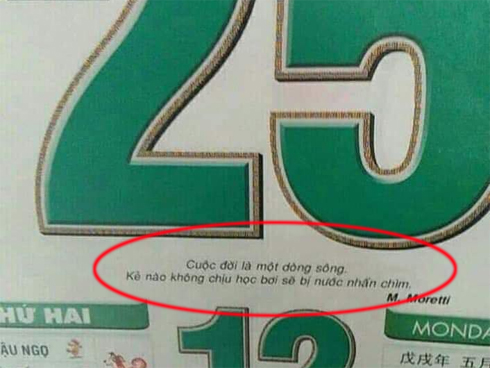 25
Cuộc đời là một dòng sông.
Kẻ nào không chịu học bơi sẽ bị nước nhấn chìm.
M. Moretti
HỨ HAI
12
MONDA
ẬU NGỌ
戊戌年 五月